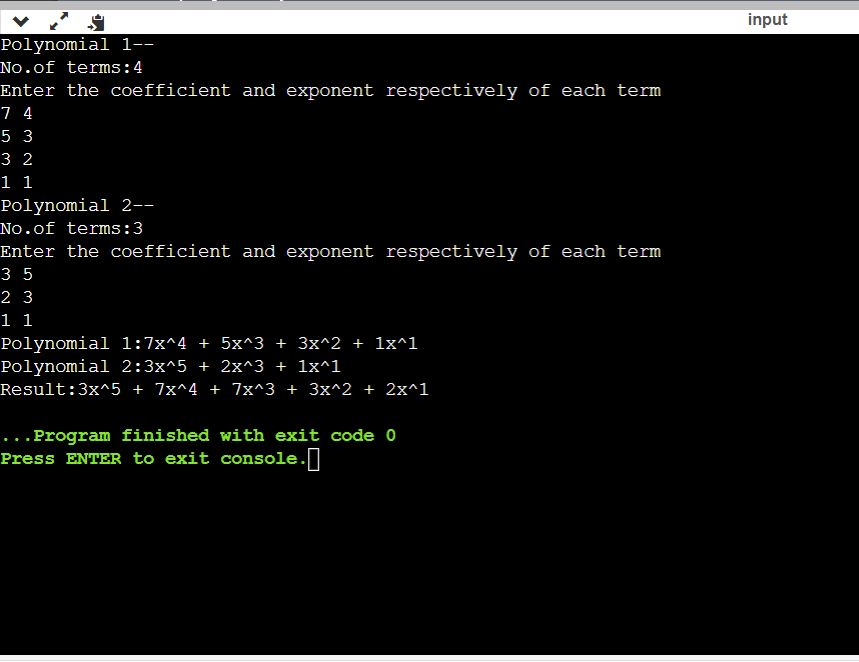 input
Polynomial 1--
No.of terms:4
Enter the coefficient and exponent respectively of each term
7 4
5 3
3 2
1 1
Polynomial 2--
No.of terms:3
Enter the coefficient and exponent respectively of each term
3 5
2 3
1 1
Polynomial 1:7x^4 + 5x^3 + 3x^2 + 1x^1
Polynomial 2:3x^5 + 2x^3 + 1x^1
Result:3x^5 + 7x^4 + 7x^3 + 3x^2 + 2x^1
...Program finished with exit code 0
Press ENTER to exit console.